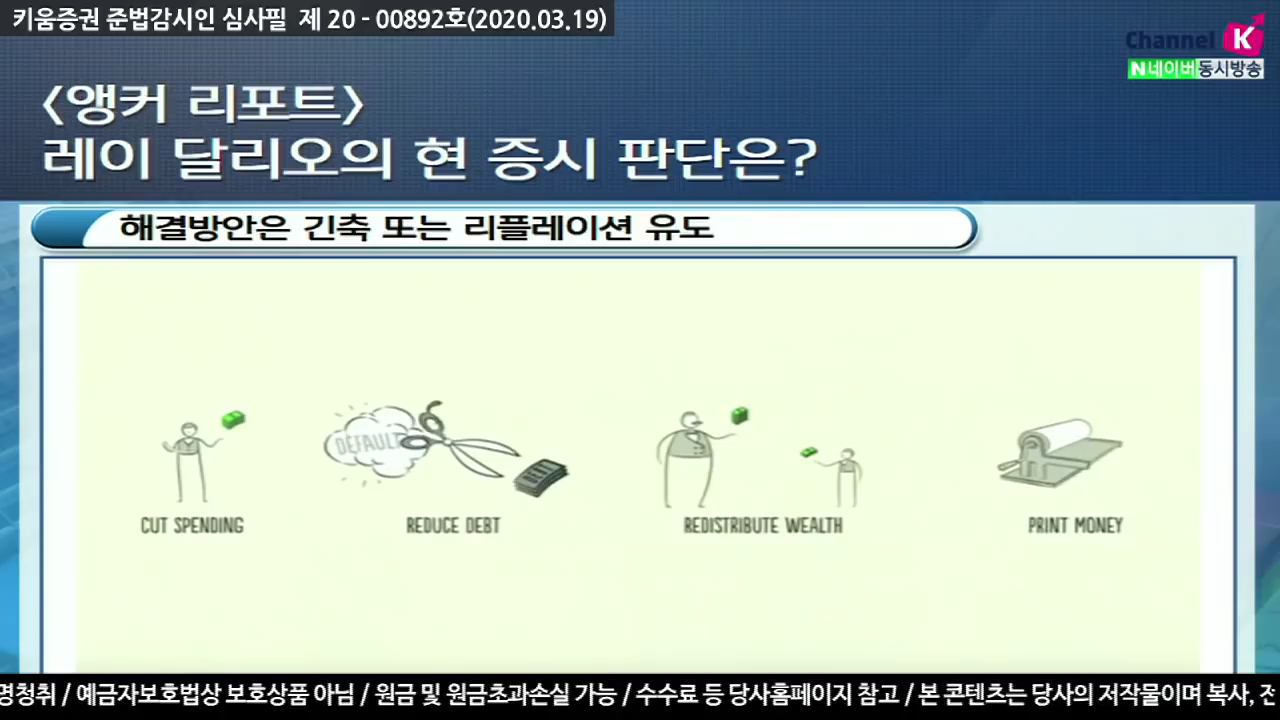 키움증권 준법감시인 심사필 제 20 - 00892호(2020.03.19)
Channel K
N네이버 동시방송
<앵커 리포트>
레이 달리오의 현 증시 판단은?
해결방안은 긴축 또는 리플레이션 유도
DEFAULT
DEBT
CUT SPENDING
REDUCE DEBT
REDISTRIBUTE WEALTH
PRINT MONEY
명청취 / 예금자보호법상 보호상품 아님 / 원금 및 원금초과손실 가능 / 수수료 등 당사홈페이지 참고 / 본 콘텐츠는 당사의 저작물이며 복사, 전